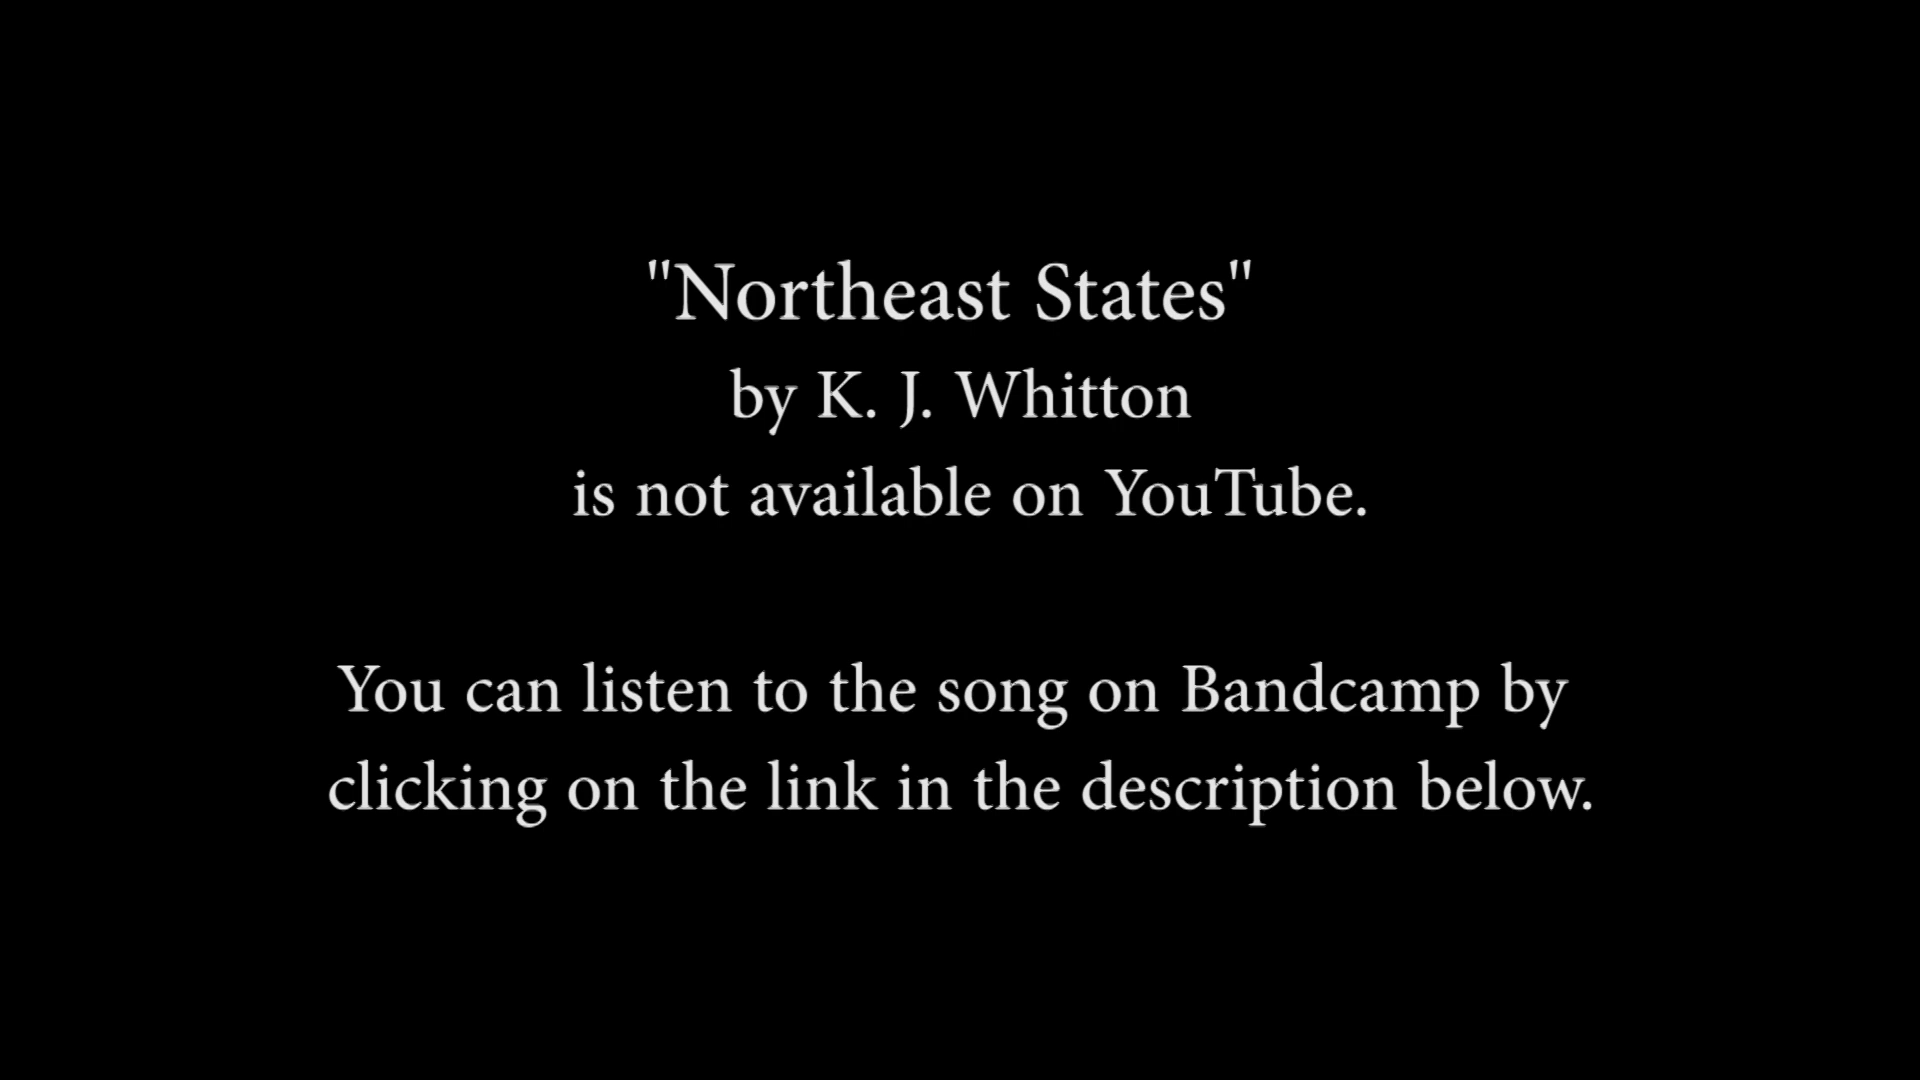 "Northeast States"
by K. J. Whitton
is not available on YouTube.
You can listen to the song on Bandcamp by
clicking on the link in the description below.